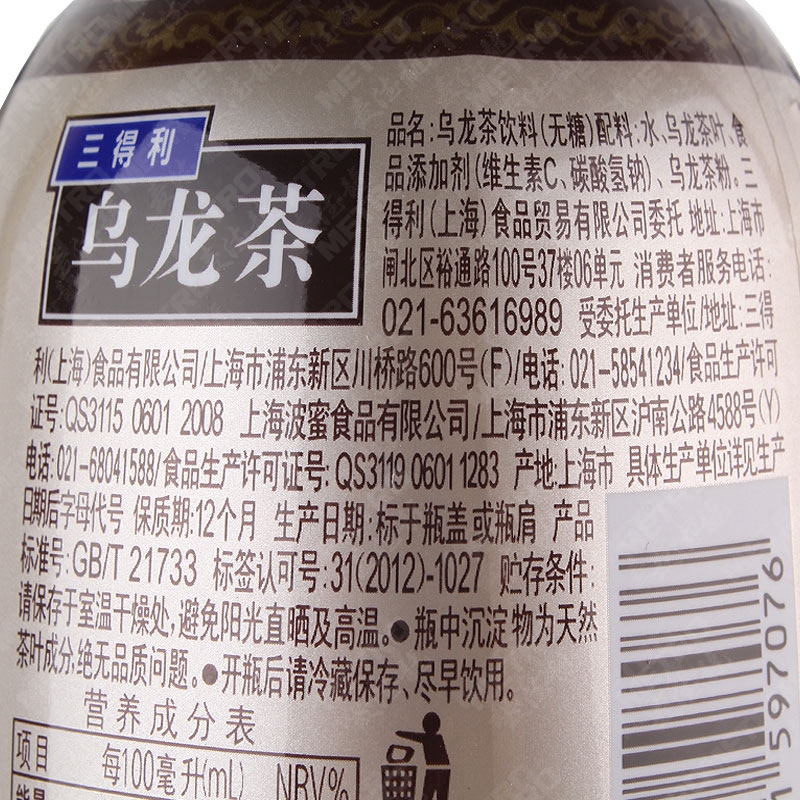 三得利
乌龙茶
品名:乌龙茶饮料(无糖)配料:水、乌龙茶叶、食
品添加剂(维生素C、碳酸氢钠)、乌龙茶粉。三
得利(上海)食品贸易有限公司委托 地址:上海市
闸北区裕通路100号37楼06单元 消费者服务电话:
021-63616989 受委托生产单位/地址:三得
利(上海)食品有限公司/上海市浦东新区川桥路600号(F)/电话:021-58541234/食品生产许可
证号:QS3115 0601 2008 上海波蜜食品有限公司/上海市浦东新区沪南公路4588号(Y)
电话:021-68041588/食品生产许可证号:QS3119 0601 1283 产地:上海市 具体生产单位详见生产
日期后字母代号 保质期:12个月 生产日期:标于瓶盖或瓶肩 产品
标准号:GB/T 21733 标签认可号:31(2012)-1027 贮存条件:
请保存于室温干燥处,避免阳光直晒及高温。●瓶中沉淀物为天然
茶叶成分,绝无品质问题。●开瓶后请冷藏保存、尽早饮用。
营养成分表
项目 每100毫升(mL) NRV%
597076
METRO